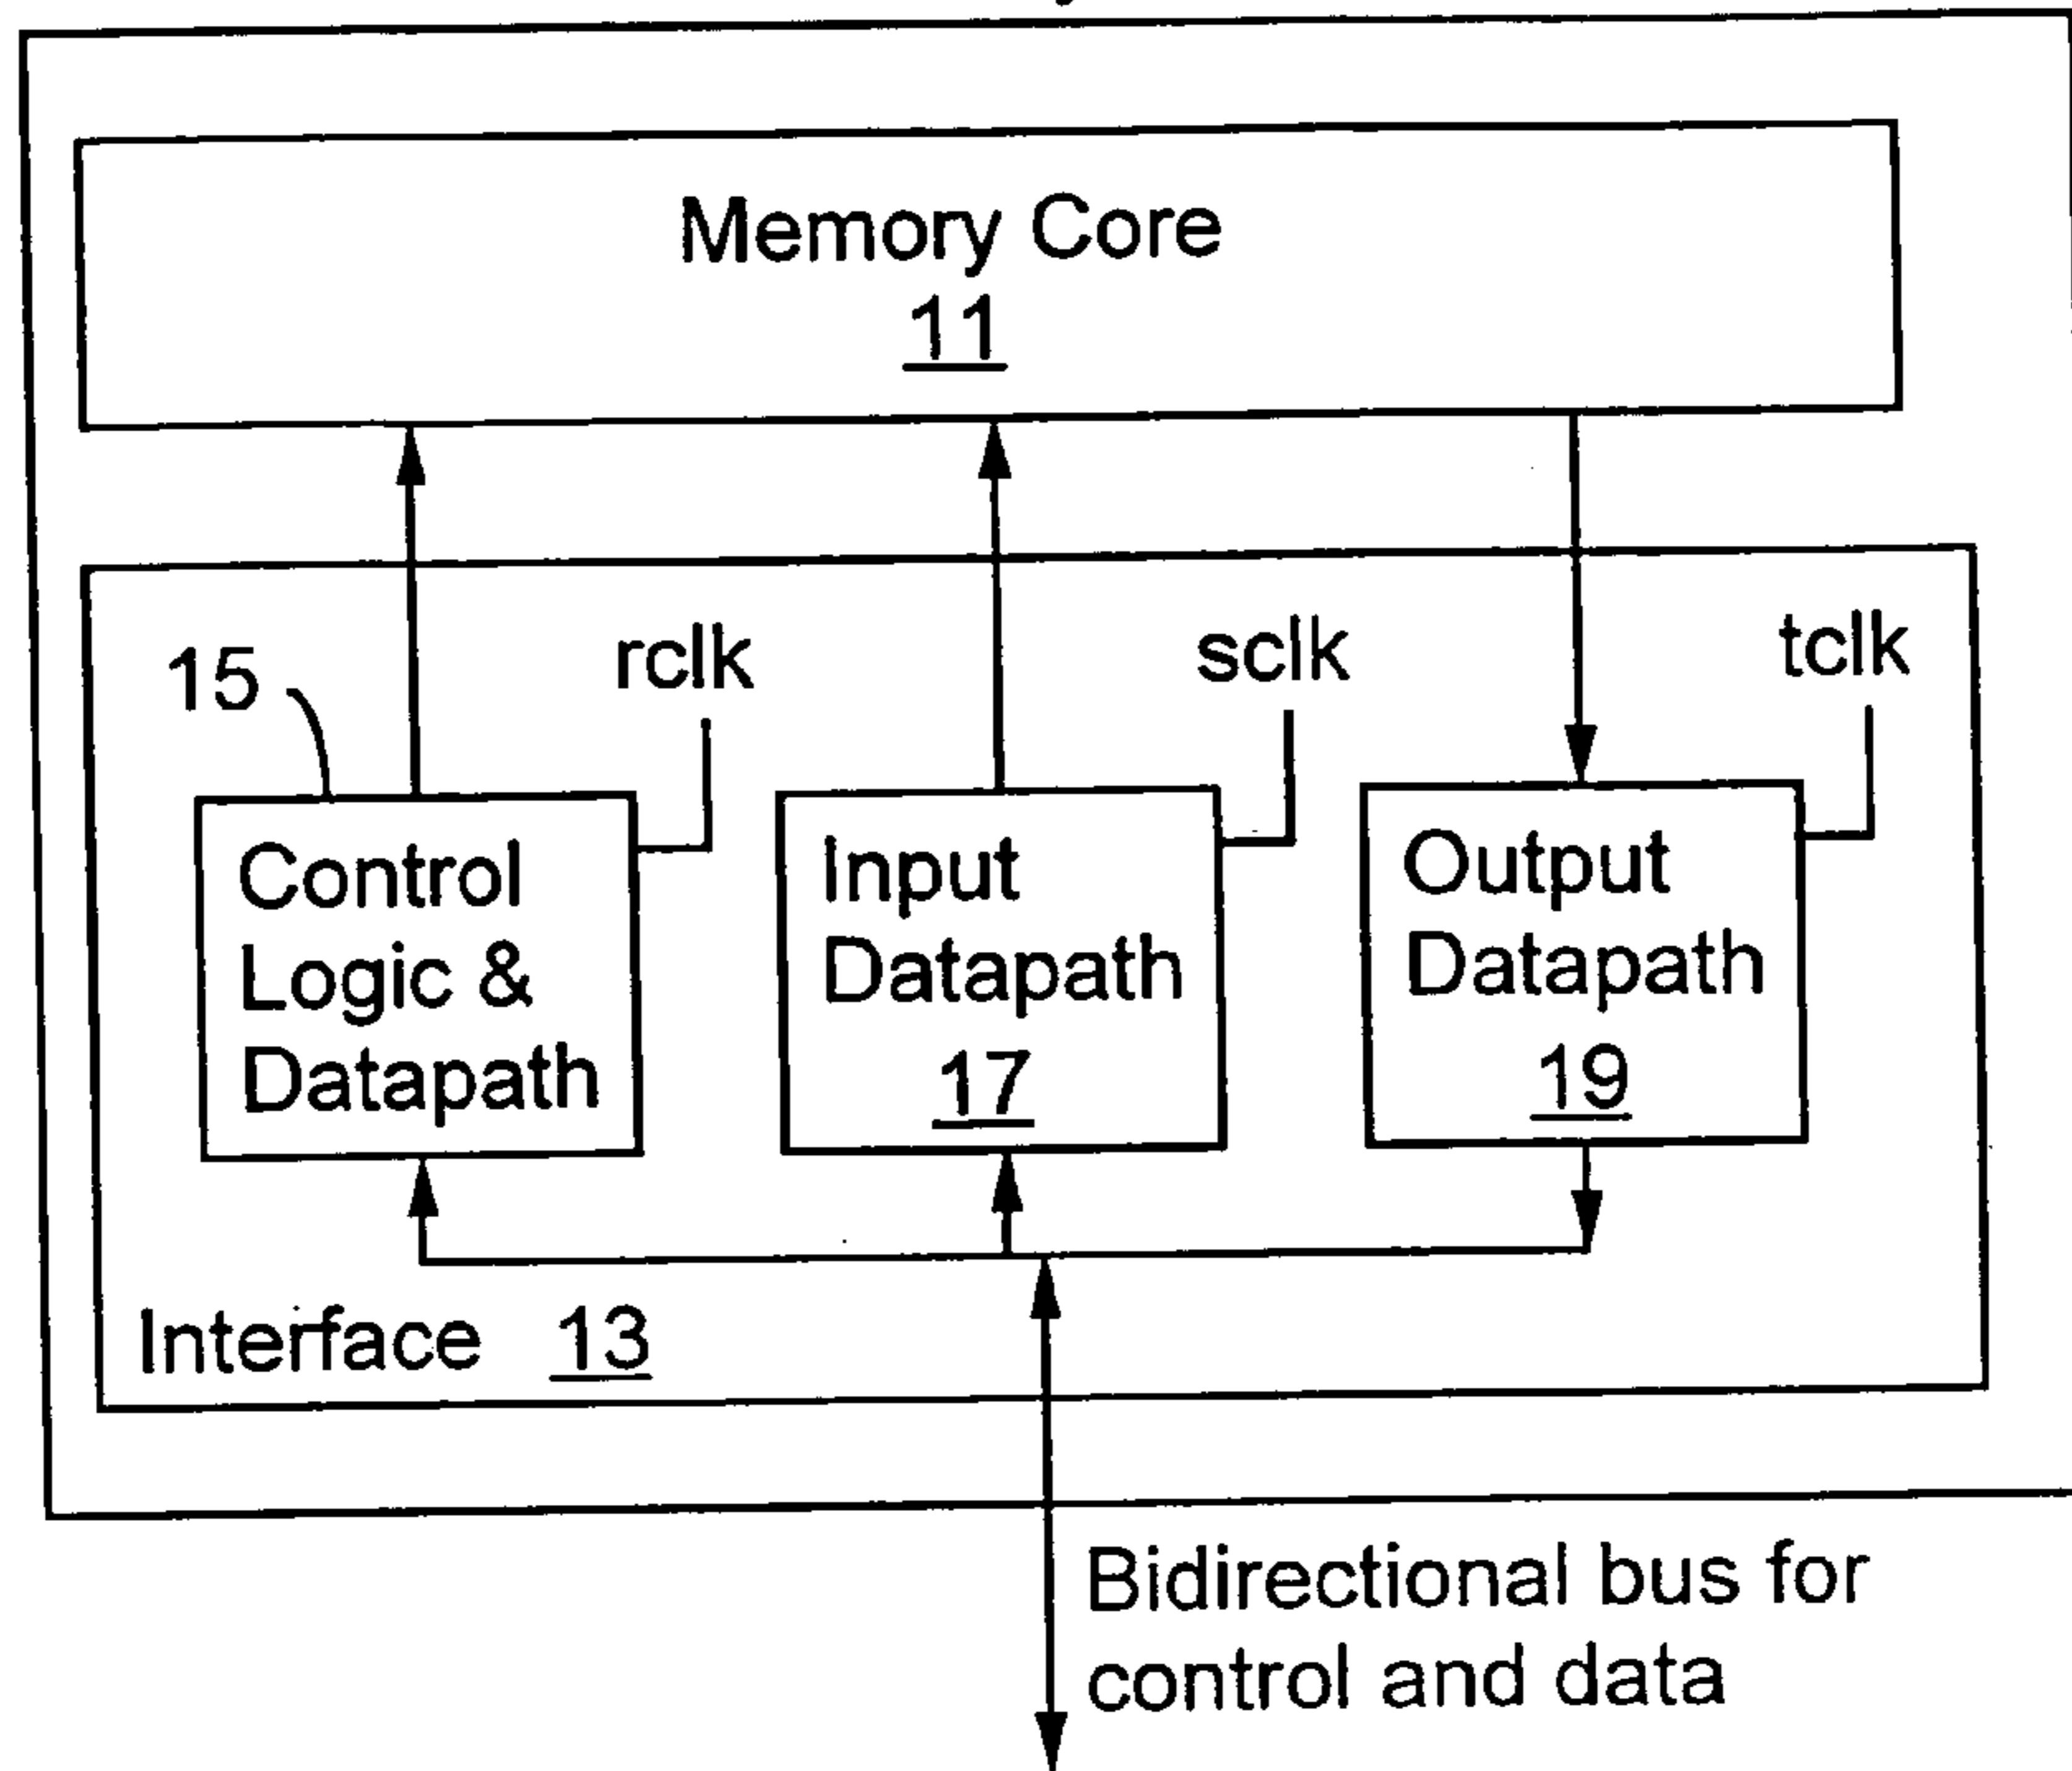 Memory Core
11
15
rclk
sclk
tclk
Control
Logic &
Datapath
Input
Datapath
17
Output
Datapath
19
Interface 13
Bidirectional bus for
control and data